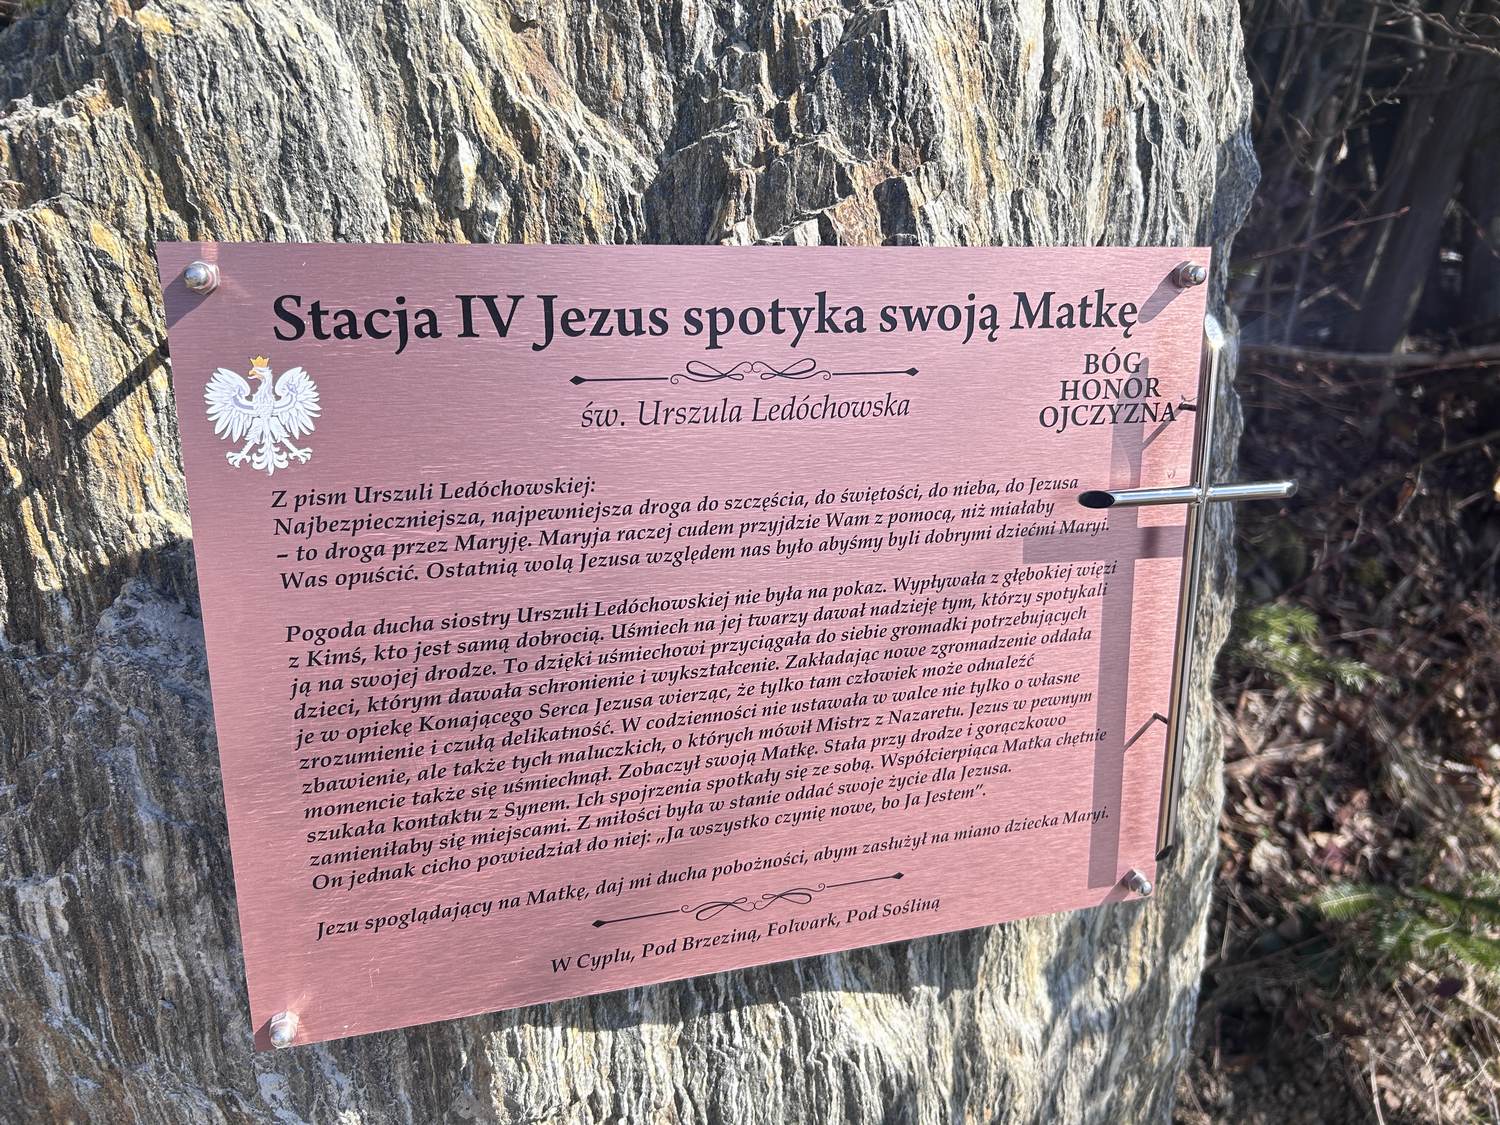 Stacja IV Jezus spotyka swoją Matkę
BÓG
HONOR
OJCZYZNA
św. Urszula Ledóchowska
Z pism Urszuli Ledóchowskiej:
Najbezpieczniejsza, najpewniejsza droga do szczęścia, do świętości, do nieba, do Jezusa
– to droga przez Maryję. Maryja raczej cudem przyjdzie Wam z pomocą, niż miałaby
Was opuścić. Ostatnią wolą Jezusa względem nas było abyśmy byli dobrymi dziećmi Maryi.
Pogoda ducha siostry Urszuli Ledóchowskiej nie była na pokaz. Wypływała z głębokiej więzi
z Kimś, kto jest samą dobrocią. Uśmiech na jej twarzy dawał nadzieję tym, którzy spotykali
ją na swojej drodze. To dzięki uśmiechowi przyciągała do siebie gromadki potrzebujących
dzieci, którym dawała schronienie i wykształcenie. Zakładając nowe zgromadzenie oddała
je w opiekę Konającego Serca Jezusa wierząc, że tylko tam człowiek może odnaleźć
zrozumienie i czułą delikatność. W codzienności nie ustawała w walce nie tylko o własne
zbawienie, ale także tych maluczkich, o których mówił Mistrz z Nazaretu. Jezus w pewnym
momencie także się uśmiechnął. Zobaczył swoją Matkę. Stała przy drodze i gorączkowo
szukała kontaktu z Synem. Ich spojrzenia spotkały się ze sobą. Współcierpiąca Matka chętnie
zamieniłaby się miejscami. Z miłości była w stanie oddać swoje życie dla Jezusa.
On jednak cicho powiedział do niej: „Ja wszystko czynię nowe, bo Ja Jestem”.
Jezu spoglądający na Matkę, daj mi ducha pobożności, abym zasłużył na miano dziecka Maryi.
W Cyplu, Pod Brzeziną, Folwark, Pod Sośliną